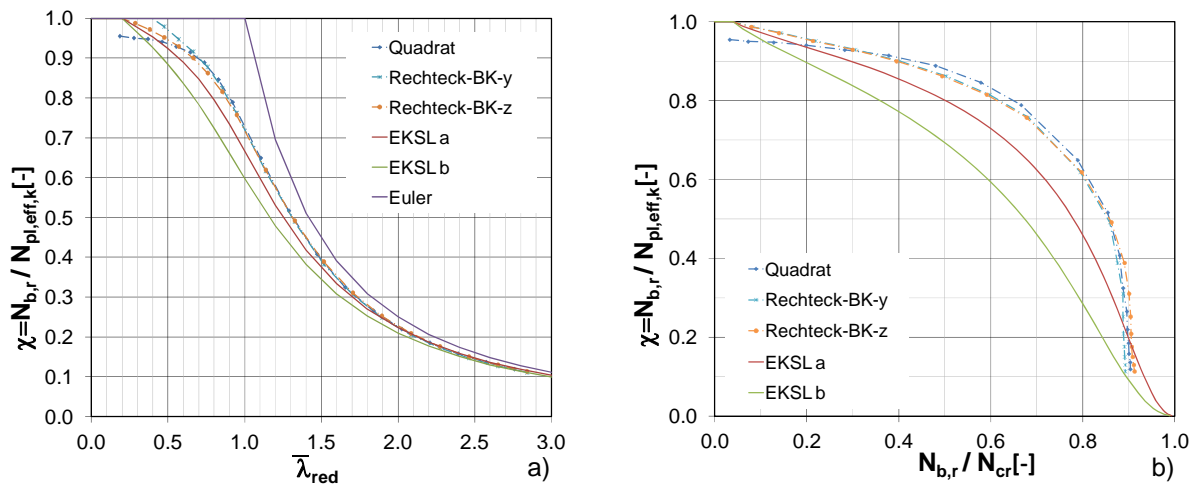 χ=N_b,r / N_pl,eff,k[-]
1.0
0.9
0.8
0.7
0.6
0.5
0.4
0.3
0.2
0.1
0.0
0.0 0.5 1.0 1.5 2.0 2.5 3.0
λ̅_red
a)
Quadrat
Rechteck-BK-y
Rechteck-BK-z
EKSL a
EKSL b
Euler
χ=N_b,r / N_pl,eff,k[-]
1.0
0.8
0.6
0.4
0.2
0.0
0.0 0.2 0.4 0.6 0.8 1.0
N_b,r / N_cr[-]
b)
Quadrat
Rechteck-BK-y
Rechteck-BK-z
EKSL a
EKSL b